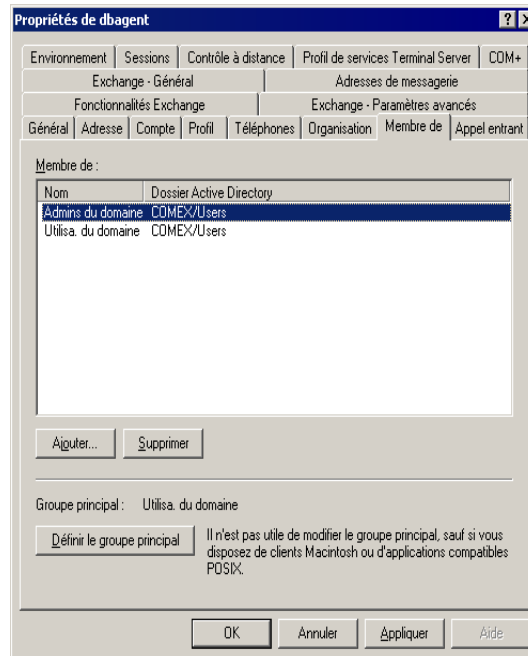 Propriétés de dbagent
Environnement Sessions Contrôle à distance Profil de services Terminal Server COM+
Exchange - Général Adresses de messagerie
Fonctionnalités Exchange Exchange - Paramètres avancés
Général Adresse Compte Profil Téléphones Organisation Membre de Appel entrant
Membre de :
Nom Dossier Active Directory
Admins du domaine COMEX/Users
Utilisa. du domaine COMEX/Users
Ajouter... Supprimer
Groupe principal : Utilisa. du domaine
Définir le groupe principal
Il n'est pas utile de modifier le groupe principal, sauf si vous
disposez de clients Macintosh ou d'applications compatibles
POSIX.
OK Annuler Appliquer Aide